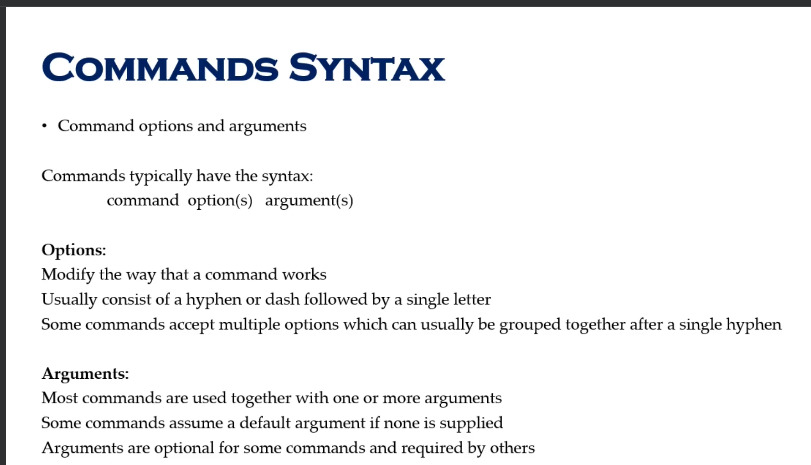 COMMANDS SYNTAX
• Command options and arguments
Commands typically have the syntax:
command option(s) argument(s)
Options:
Modify the way that a command works
Usually consist of a hyphen or dash followed by a single letter
Some commands accept multiple options which can usually be grouped together after a single hyphen
Arguments:
Most commands are used together with one or more arguments
Some commands assume a default argument if none is supplied
Arguments are optional for some commands and required by others